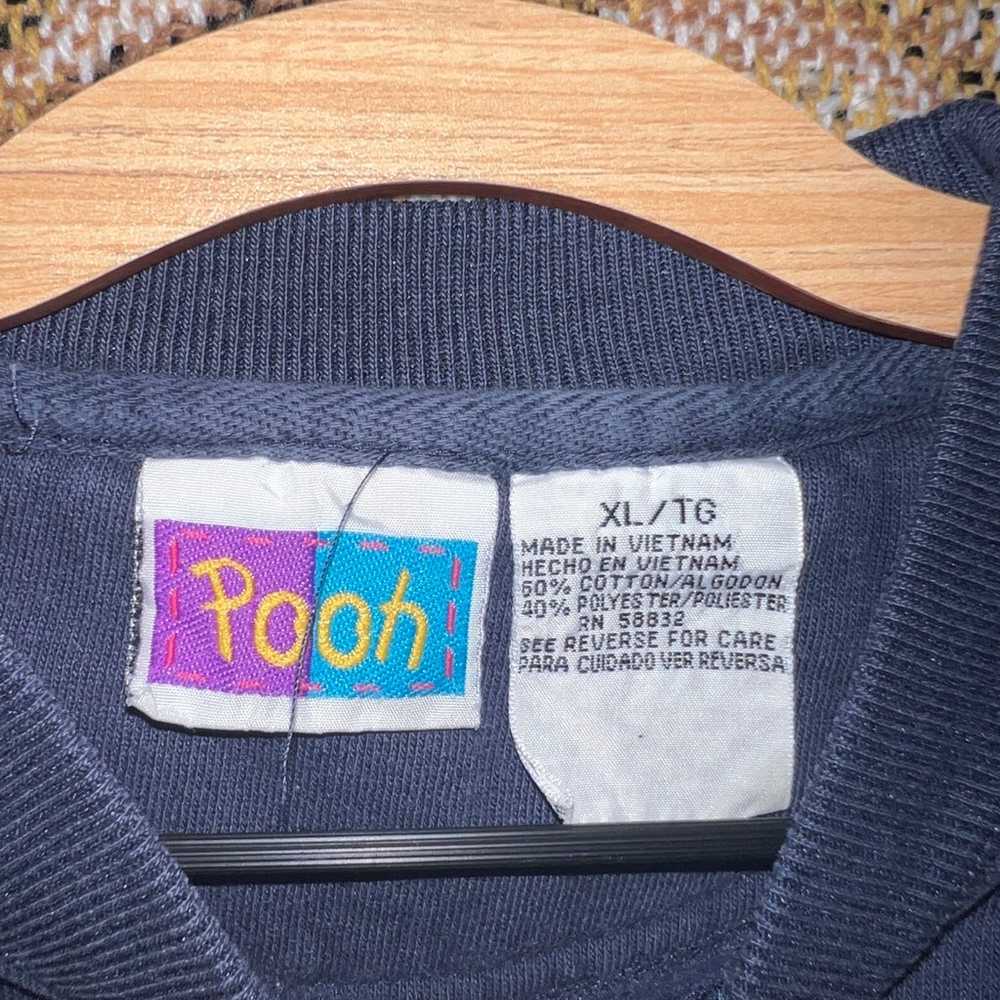 Pooh
XL/TG
MADE IN VIETNAM
HECHO EN VIETNAM
60% COTTON/ALGODON
40% POLYESTER/POLIESTER
RN 58832
SEE REVERSE FOR CARE
PARA CUIDADO VER REVERSA